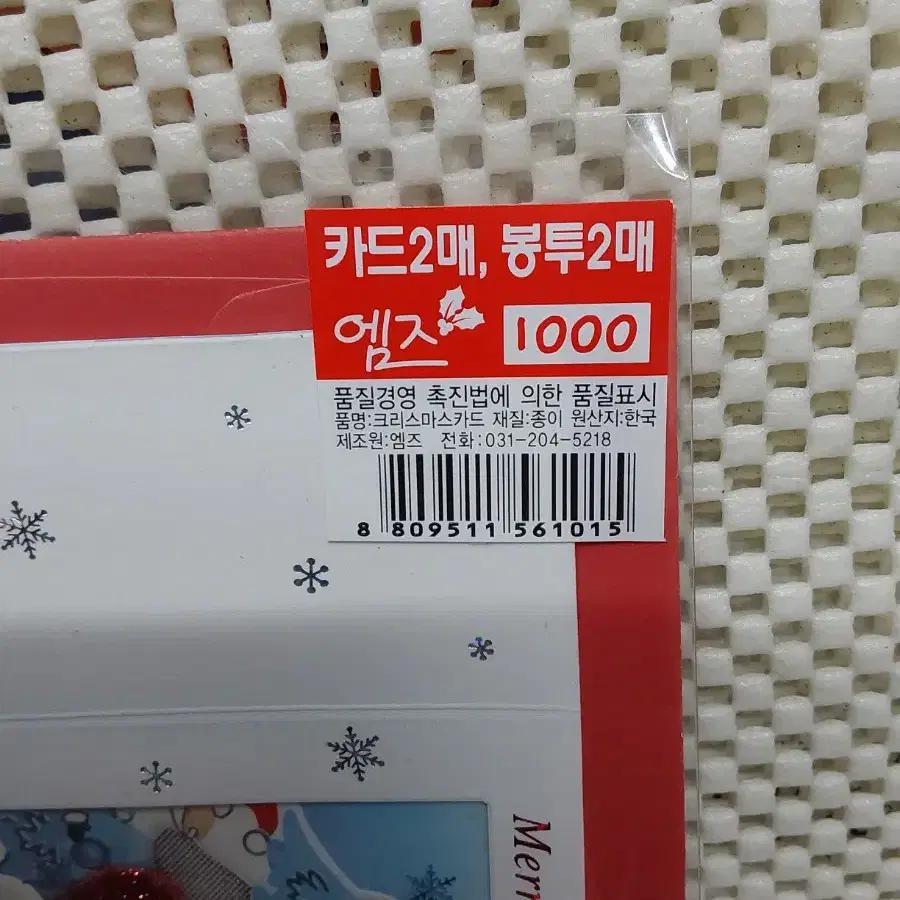 카드2매, 봉투2매
엠즈 1000
품질경영 촉진법에 의한 품질표시
품명:크리스마스카드 재질:종이 원산지:한국
제조원:엠즈 전화:031-204-5218
8 809511 561015